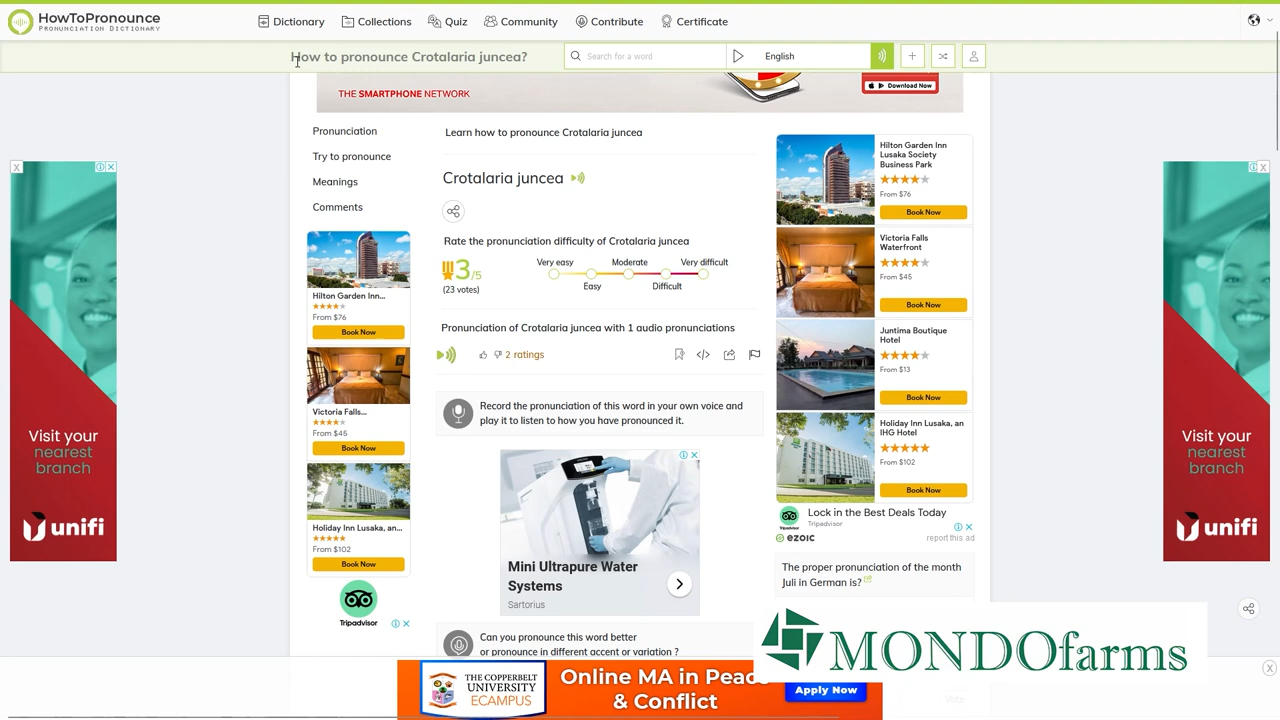 HowToPronounce
PRONUNCIATION DICTIONARY
Dictionary
Collections
Quiz
Community
Contribute
Certificate
How to pronounce Crotalaria juncea?
Search for a word
English
THE SMARTPHONE NETWORK
Download Now
Pronunciation
Try to pronounce
Meanings
Comments
Learn how to pronounce Crotalaria juncea
Crotalaria juncea
Rate the pronunciation difficulty of Crotalaria juncea
3/5
(23 votes)
Very easy
Moderate
Very difficult
Easy
Difficult
Pronunciation of Crotalaria juncea with 1 audio pronunciations
2 ratings
Record the pronunciation of this word in your own voice and
play it to listen to how you have pronounced it.
Mini Ultrapure Water
Systems
Sartorius
Can you pronounce this word better
or pronounce in different accent or variation ?
Hilton Garden Inn...
From $76
Book Now
Victoria Falls...
From $45
Book Now
Holiday Inn Lusaka, an...
From $102
Book Now
Tripadvisor
Hilton Garden Inn
Lusaka Society
Business Park
From $76
Book Now
Victoria Falls
Waterfront
From $45
Book Now
Juntima Boutique
Hotel
From $13
Book Now
Holiday Inn Lusaka, an
IHG Hotel
From $102
Book Now
Lock in the Best Deals Today
Tripadvisor
ezoic
report this ad
The proper pronunciation of the month
Juli in German is?
Visit your
nearest
branch
unifi
Visit your
nearest
branch
unifi
MONDOfarms
THE COPPERBELT
UNIVERSITY
ECAMPUS
Online MA in Peac
& Conflict
Apply Now
Vote